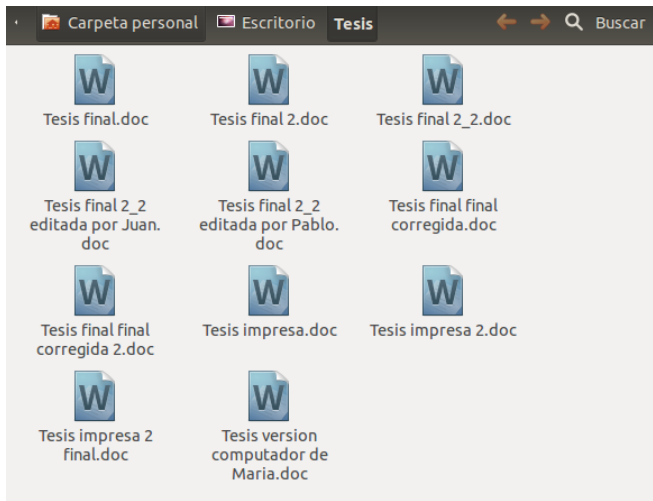 Carpeta personal Escritorio Tesis Buscar
Tesis final.doc
Tesis final 2.doc
Tesis final 2_2.doc
Tesis final 2_2
editada por Juan.
doc
Tesis final 2_2
editada por Pablo.
doc
Tesis final final
corregida.doc
Tesis final final
corregida 2.doc
Tesis impresa.doc
Tesis impresa 2.doc
Tesis impresa 2
final.doc
Tesis version
computador de
Maria.doc